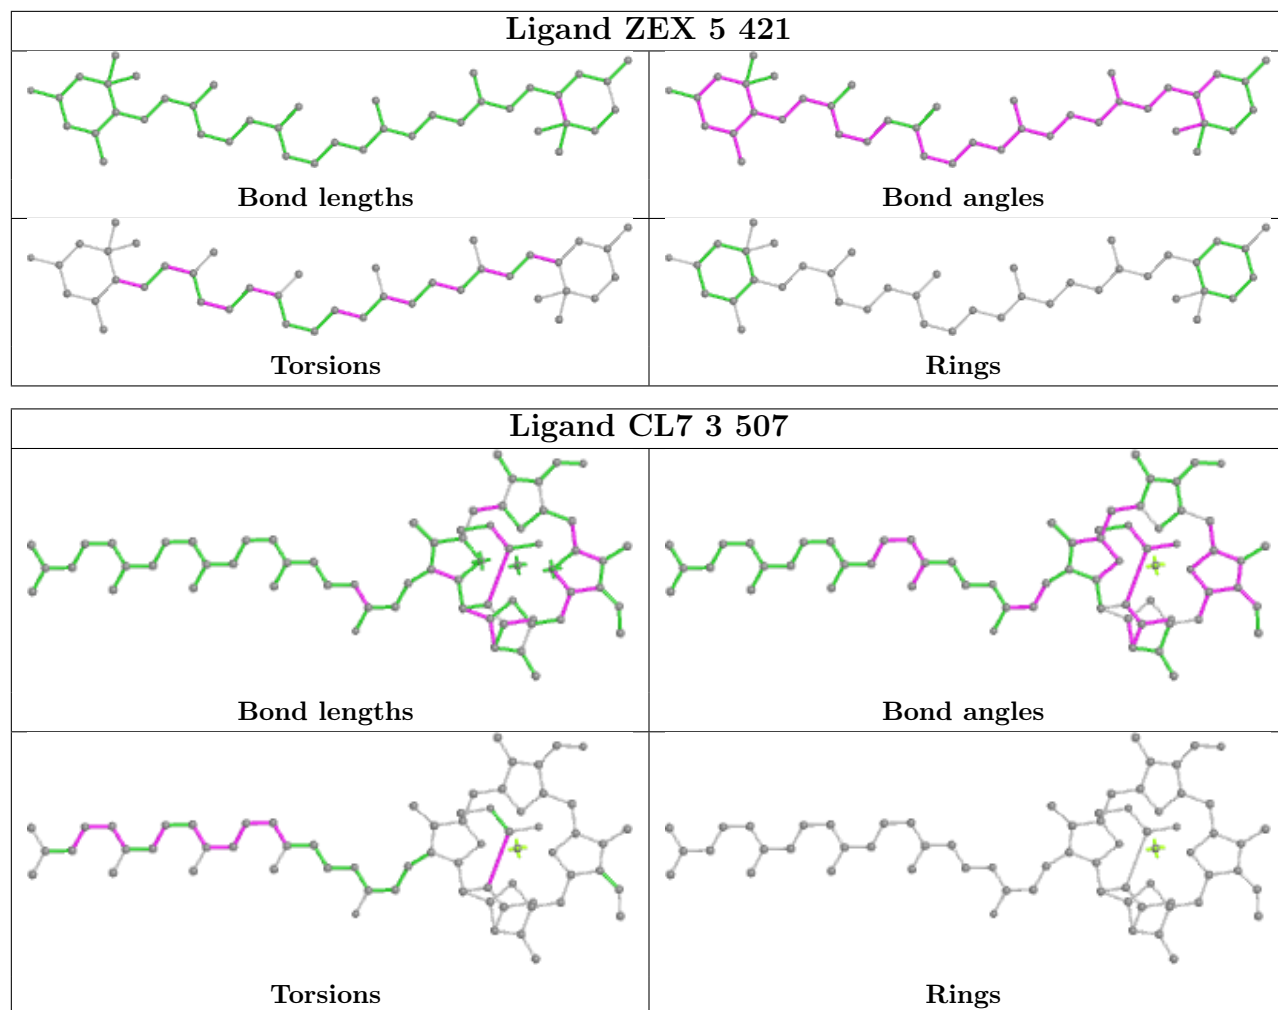 Ligand ZEX 5 421
Bond lengths
Bond angles
Torsions
Rings
Ligand CL7 3 507
Bond lengths
Bond angles
Torsions
Rings